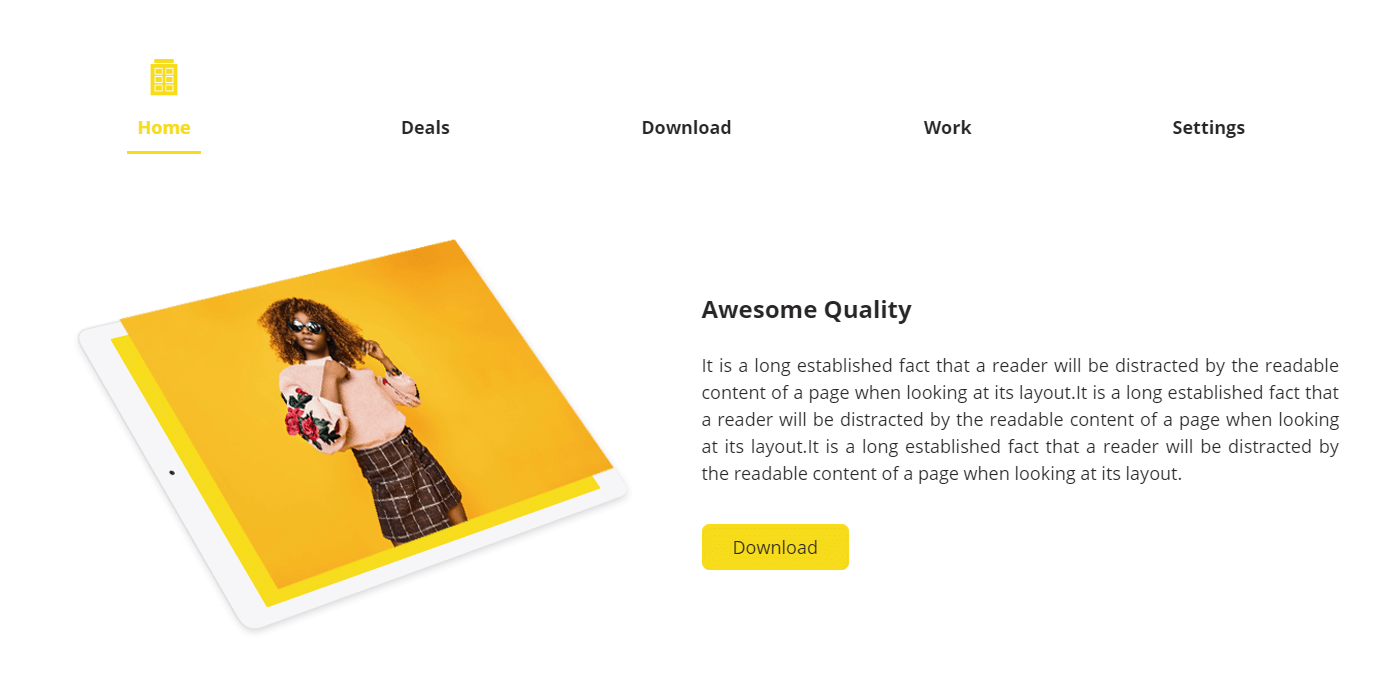 Home Deals Download Work Settings
Awesome Quality
It is a long established fact that a reader will be distracted by the readable
content of a page when looking at its layout.It is a long established fact that
a reader will be distracted by the readable content of a page when looking
at its layout.It is a long established fact that a reader will be distracted by
the readable content of a page when looking at its layout.
Download